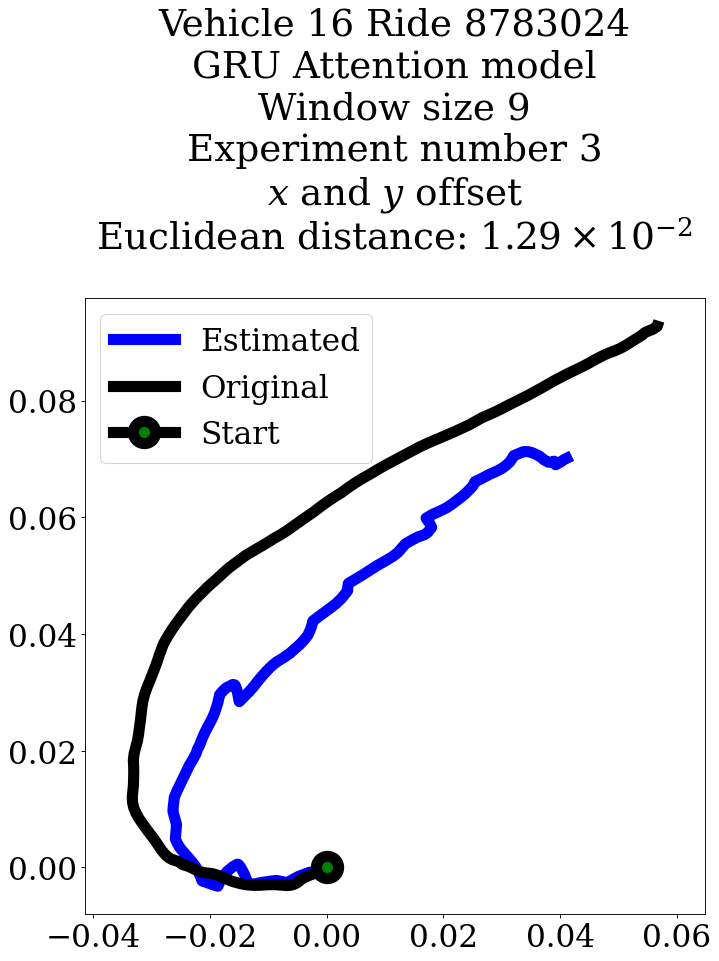 Vehicle 16 Ride 8783024
GRU Attention model
Window size 9
Experiment number 3
x and y offset
Euclidean distance: 1.29 × 10⁻²
Estimated
Original
Start
0.08
0.06
0.04
0.02
0.00
−0.04 −0.02 0.00 0.02 0.04 0.06